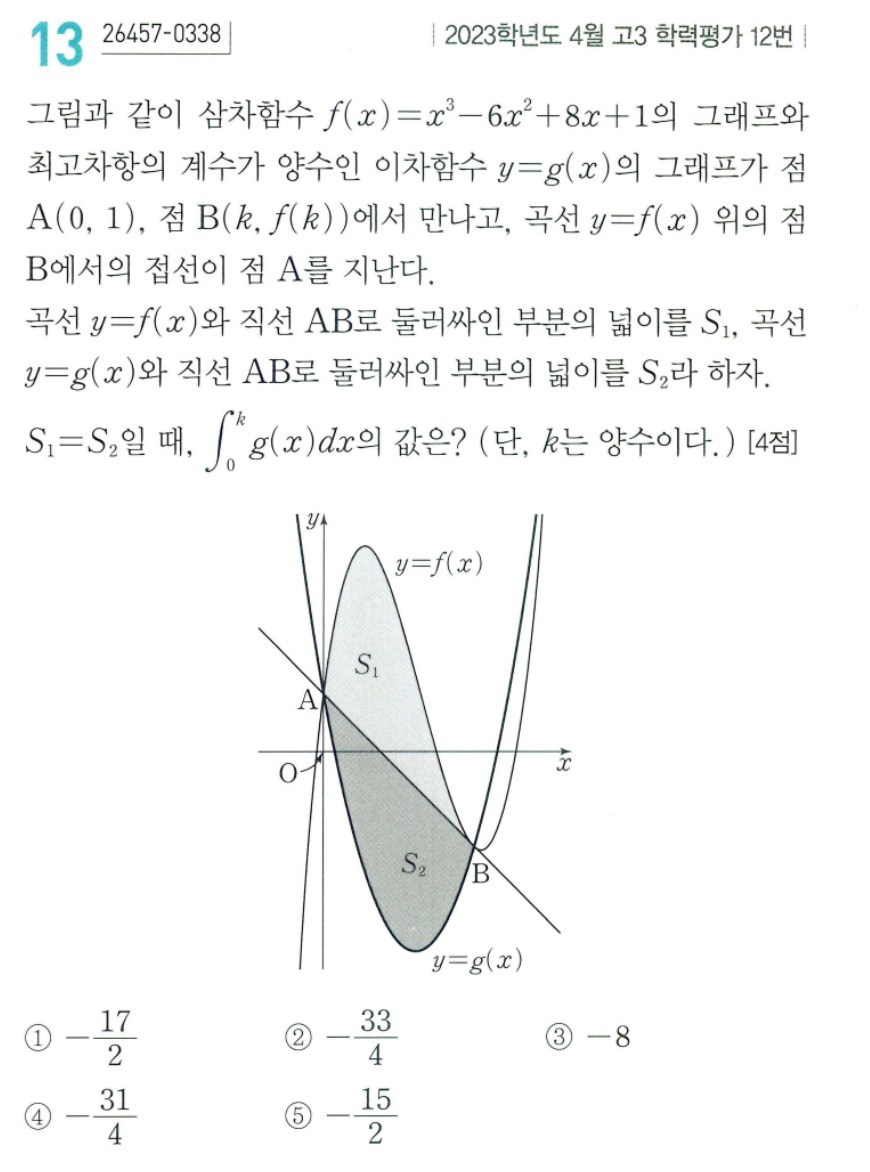 13 26457-0338 | 2023학년도 4월 고3 학력평가 12번 |
그림과 같이 삼차함수 f(x)=x³-6x²+8x+1의 그래프와
최고차항의 계수가 양수인 이차함수 y=g(x)의 그래프가 점
A(0, 1), 점 B(k, f(k))에서 만나고, 곡선 y=f(x) 위의 점
B에서의 접선이 점 A를 지난다.
곡선 y=f(x)와 직선 AB로 둘러싸인 부분의 넓이를 S₁, 곡선
y=g(x)와 직선 AB로 둘러싸인 부분의 넓이를 S₂라 하자.
S₁=S₂일 때, ∫₀ᵏ g(x)dx의 값은? (단, k는 양수이다.) [4점]
y
y=f(x)
S₁
A
O
x
S₂
B
y=g(x)
① -17/2 ② -33/4 ③ -8
④ -31/4 ⑤ -15/2